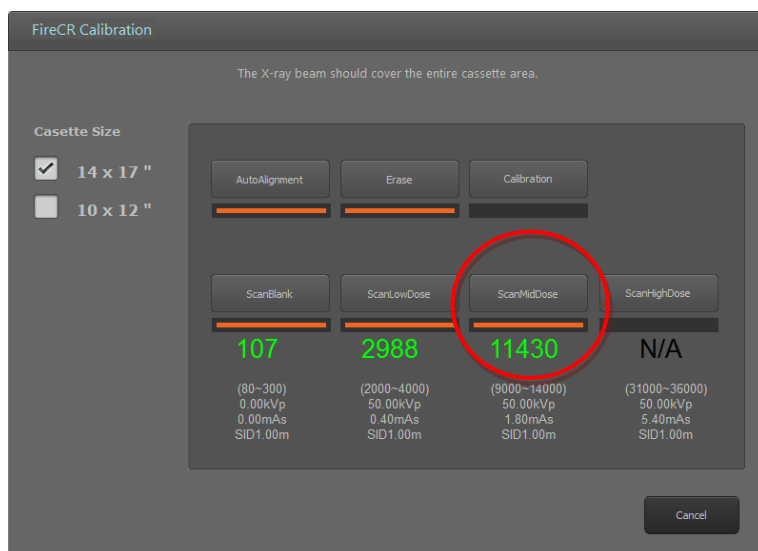 FireCR Calibration
The X-ray beam should cover the entire cassette area.
Casette Size
14 x 17 "
10 x 12 "
AutoAlignment
Erase
Calibration
ScanBlank
ScanLowDose
ScanMidDose
ScanHighDose
107
2988
11430
N/A
(80~300)
0.00kVp
0.00mAs
SID1.00m
(2000~4000)
50.00kVp
0.40mAs
SID1.00m
(9000~14000)
50.00kVp
1.80mAs
SID1.00m
(31000~36000)
50.00kVp
5.40mAs
SID1.00m
Cancel